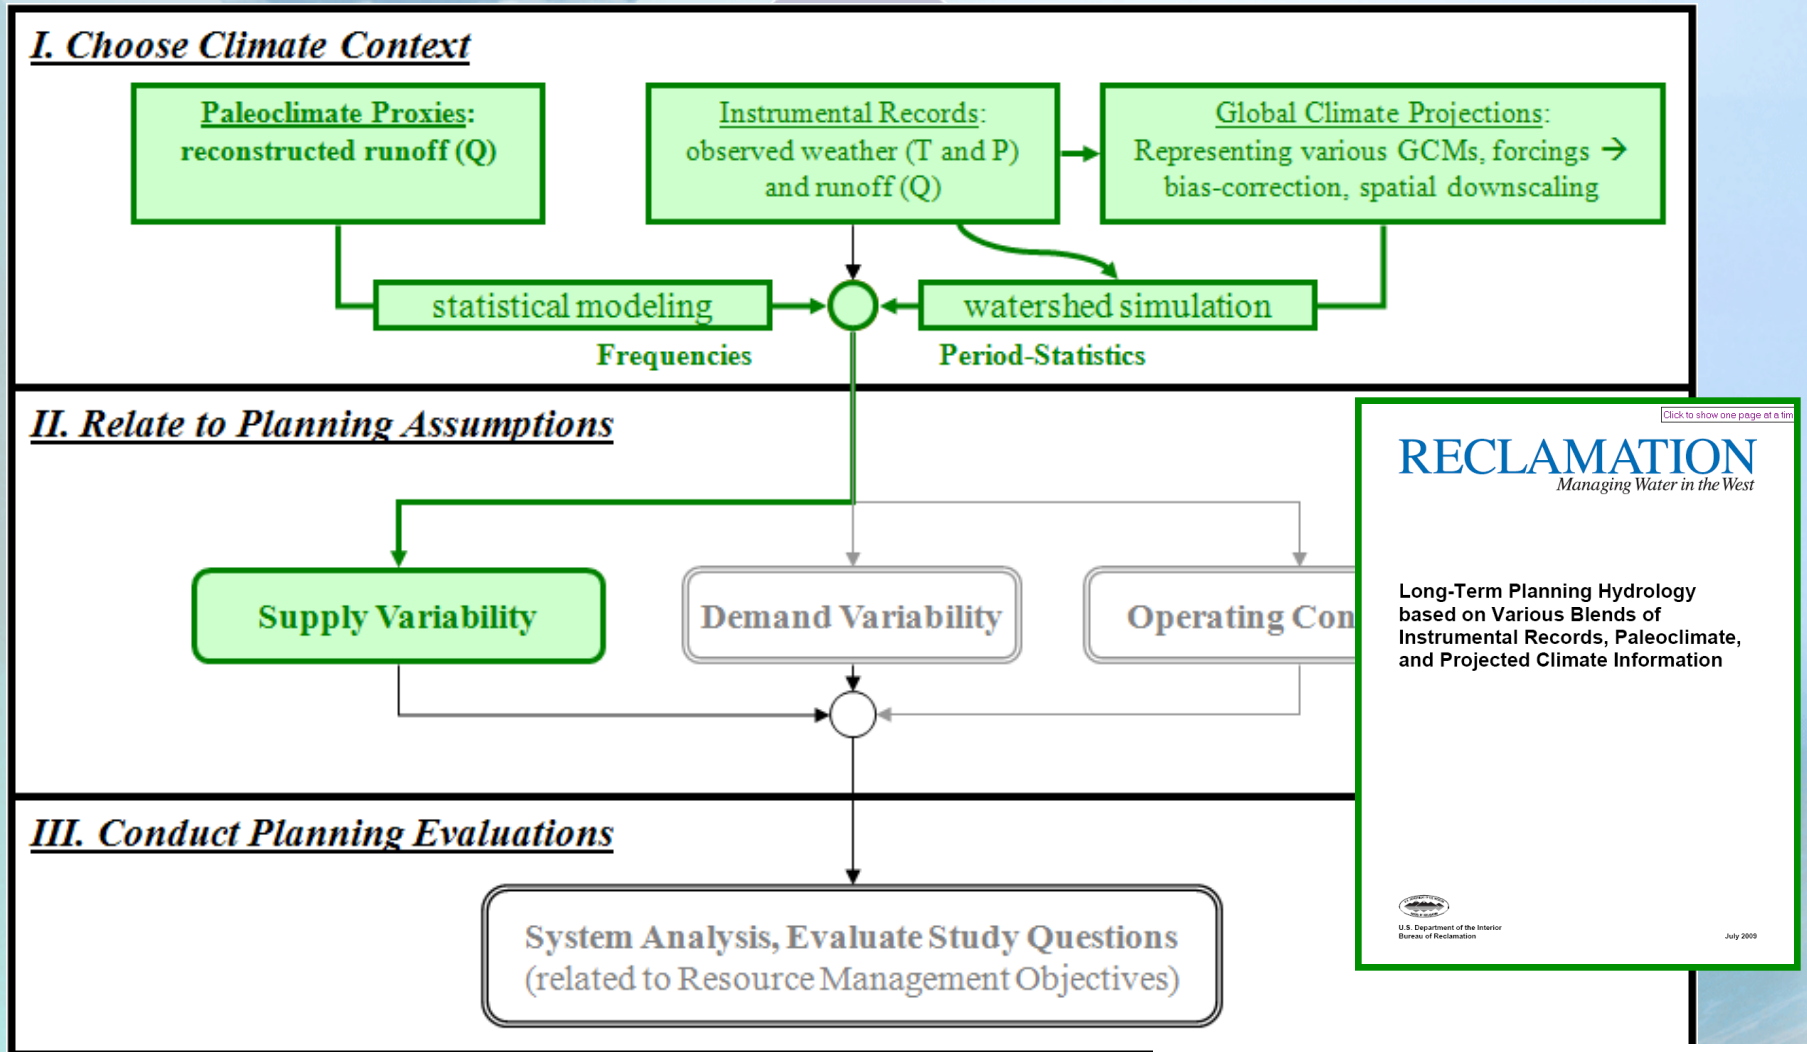 I. Choose Climate Context
Paleoclimate Proxies:
reconstructed runoff (Q)
Instrumental Records:
observed weather (T and P)
and runoff (Q)
Global Climate Projections:
Representing various GCMs, forcings →
bias-correction, spatial downscaling
statistical modeling
watershed simulation
Frequencies
Period-Statistics
II. Relate to Planning Assumptions
Supply Variability
Demand Variability
Operating Con
III. Conduct Planning Evaluations
System Analysis, Evaluate Study Questions
(related to Resource Management Objectives)
Click to show one page at a tim
RECLAMATION
Managing Water in the West
Long-Term Planning Hydrology
based on Various Blends of
Instrumental Records, Paleoclimate,
and Projected Climate Information
U.S. Department of the Interior
Bureau of Reclamation
July 2009